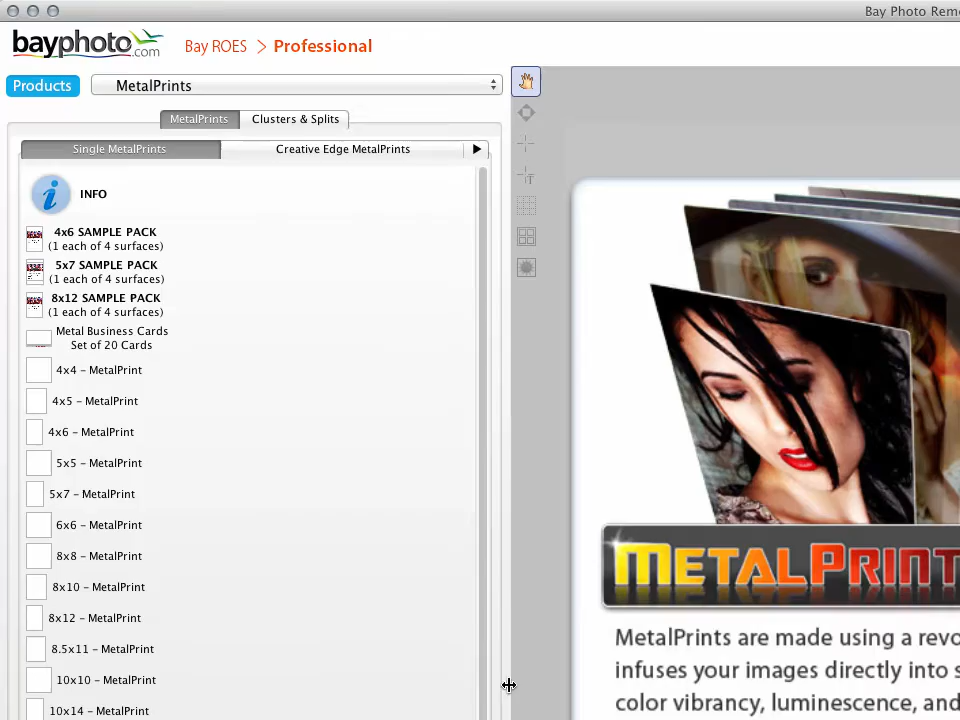 Bay Photo Rem
bayphoto.com
Bay ROES > Professional
Products
MetalPrints
MetalPrints
Clusters & Splits
Single MetalPrints
Creative Edge MetalPrints
INFO
4x6 SAMPLE PACK
(1 each of 4 surfaces)
5x7 SAMPLE PACK
(1 each of 4 surfaces)
8x12 SAMPLE PACK
(1 each of 4 surfaces)
Metal Business Cards
Set of 20 Cards
4x4 – MetalPrint
4x5 – MetalPrint
4x6 – MetalPrint
5x5 – MetalPrint
5x7 – MetalPrint
6x6 – MetalPrint
8x8 – MetalPrint
8x10 – MetalPrint
8x12 – MetalPrint
8.5x11 – MetalPrint
10x10 – MetalPrint
10x14 – MetalPrint
METALPRINT
MetalPrints are made using a revo
infuses your images directly into s
color vibrancy, luminescence, and